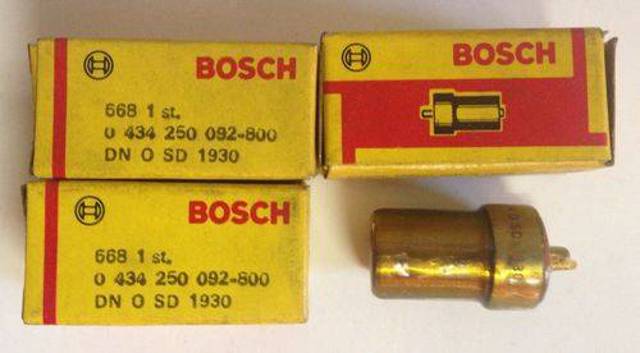 BOSCH
668 1 st.
0 434 250 092-800
DN O SD 1930
BOSCH
BOSCH
668 1 st.
0 434 250 092-800
DN O SD 1930